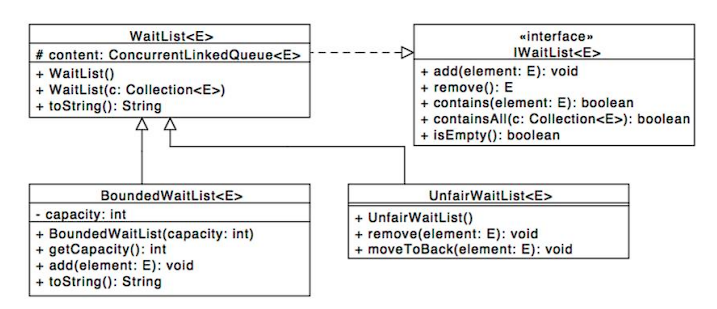 WaitList<E>
# content: ConcurrentLinkedQueue<E>
+ WaitList()
+ WaitList(c: Collection<E>)
+ toString(): String
«interface»
IWaitList<E>
+ add(element: E): void
+ remove(): E
+ contains(element: E): boolean
+ containsAll(c: Collection<E>): boolean
+ isEmpty(): boolean
BoundedWaitList<E>
- capacity: int
+ BoundedWaitList(capacity: int)
+ getCapacity(): int
+ add(element: E): void
+ toString(): String
UnfairWaitList<E>
+ UnfairWaitList()
+ remove(element: E): void
+ moveToBack(element: E): void